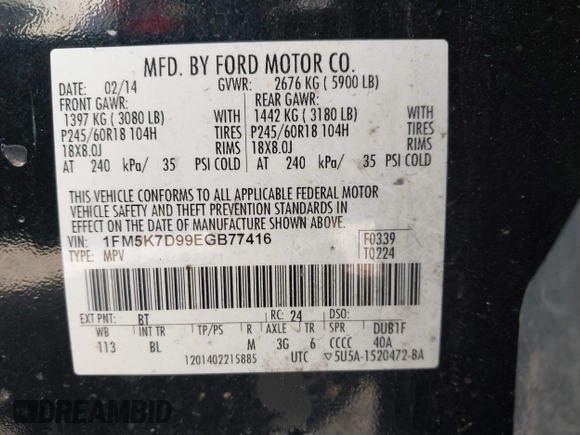 MFD. BY FORD MOTOR CO.
DATE: 02/14 GVWR: 2676 KG ( 5900 LB)
FRONT GAWR: REAR GAWR:
1397 KG ( 3080 LB) WITH 1442 KG ( 3180 LB)
P245/60R18 104H TIRES P245/60R18 104H
18X8.0J RIMS 18X8.0J
AT 240 kPa/ 35 PSI COLD AT 240 kPa/ 35 PSI COLD
THIS VEHICLE CONFORMS TO ALL APPLICABLE FEDERAL MOTOR
VEHICLE SAFETY AND THEFT PREVENTION STANDARDS IN
EFFECT ON THE DATE OF MANUFACTURE SHOWN ABOVE.
VIN: 1FM5K7D99EGB77416 F0339
TYPE: MPV TQ224
EXT PNT: BT RC: 24 DSO:
WB INT TR TP/PS R AXLE TR SPR DUB1F
113 BL M 3G 6 CCCC 40A
1201402215885 UTC ▽5U5A-1520472-BA
DREAMBID